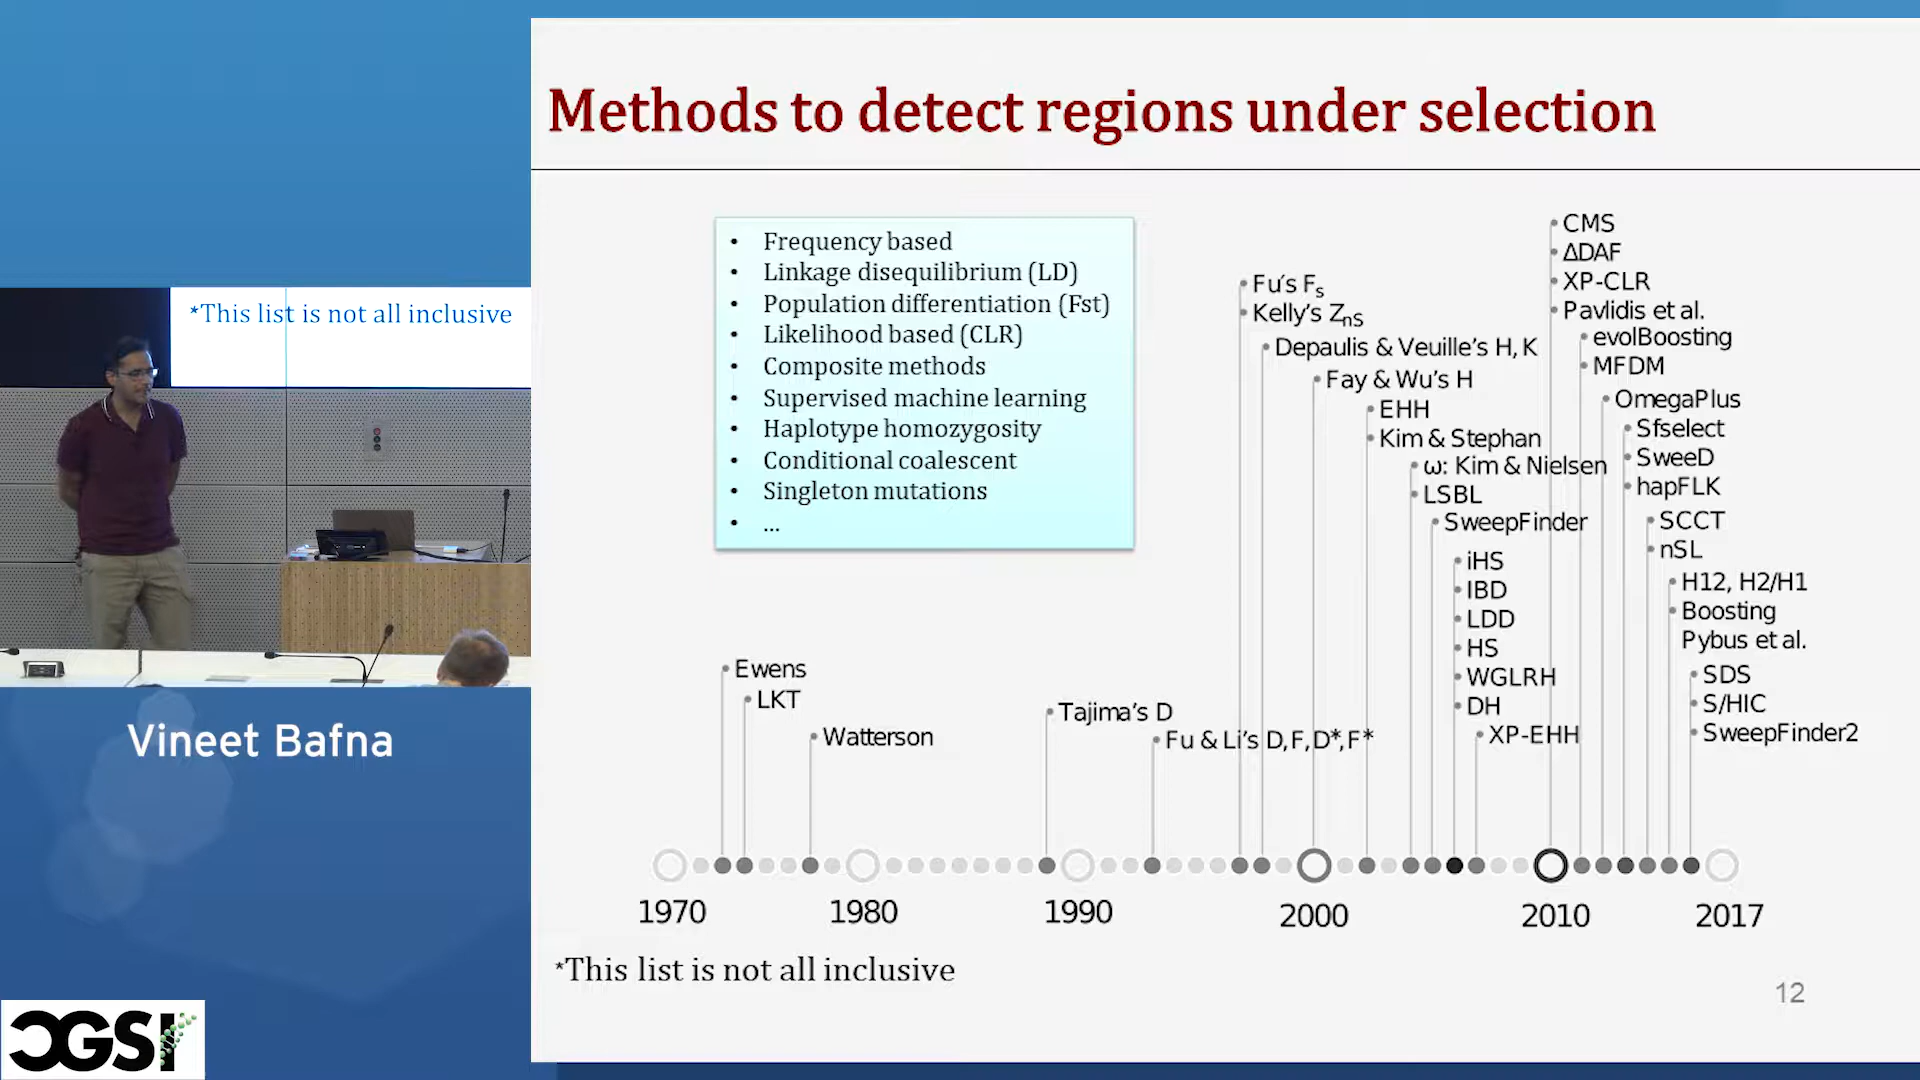 Methods to detect regions under selection
• Frequency based
• Linkage disequilibrium (LD)
• Population differentiation (Fst)
• Likelihood based (CLR)
• Composite methods
• Supervised machine learning
• Haplotype homozygosity
• Conditional coalescent
• Singleton mutations
• ...
Ewens
LKT
Watterson
Tajima's D
Fu & Li's D,F,D*,F*
Fu's Fs
Kelly's ZnS
Depaulis & Veuille's H, K
Fay & Wu's H
EHH
Kim & Stephan
ω: Kim & Nielsen
LSBL
SweepFinder
iHS
IBD
LDD
HS
WGLRH
DH
XP-EHH
CMS
ΔDAF
XP-CLR
Pavlidis et al.
evolBoosting
MFDM
OmegaPlus
Sfselect
SweeD
hapFLK
SCCT
nSL
H12, H2/H1
Boosting
Pybus et al.
SDS
S/HIC
SweepFinder2
1970 1980 1990 2000 2010 2017
*This list is not all inclusive
12
*This list is not all inclusive
Vineet Bafna
CGSI